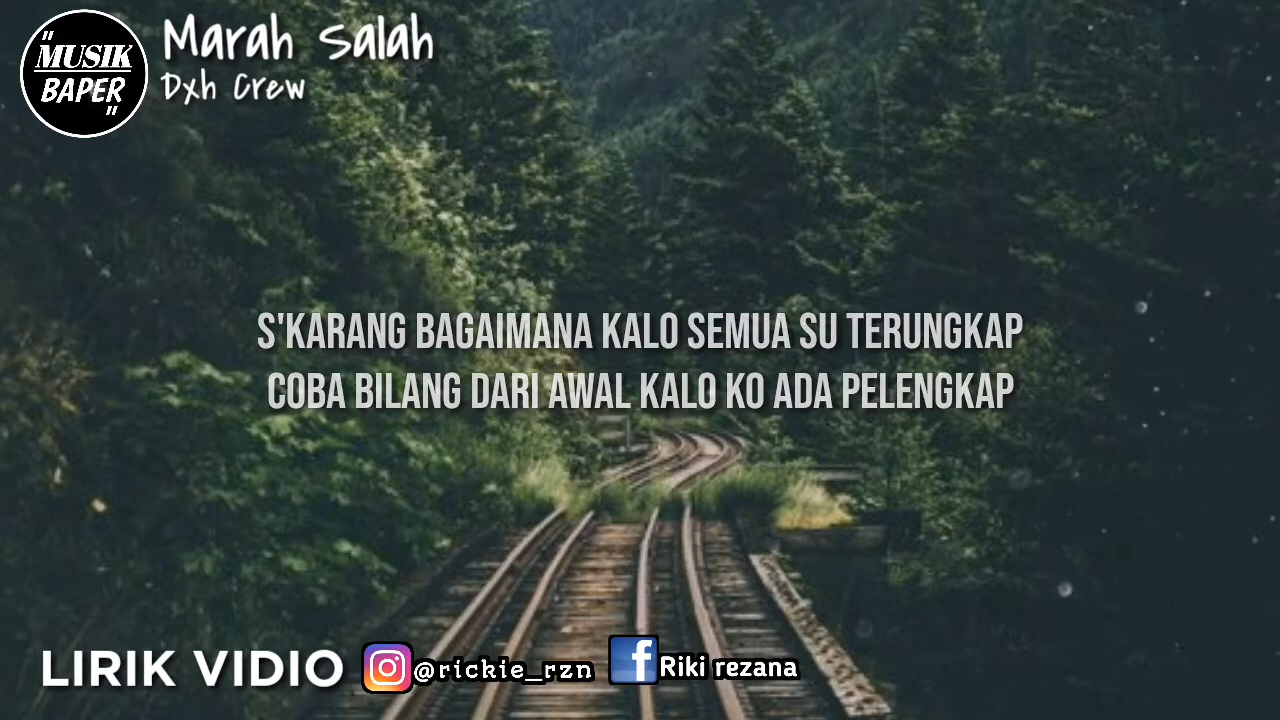 "MUSIK
BAPER"
Marah Salah
Dxh Crew
S'KARANG BAGAIMANA KALO SEMUA SU TERUNGKAP
COBA BILANG DARI AWAL KALO KO ADA PELENGKAP
LIRIK VIDIO
@rickie_rzn
f
Riki rezana